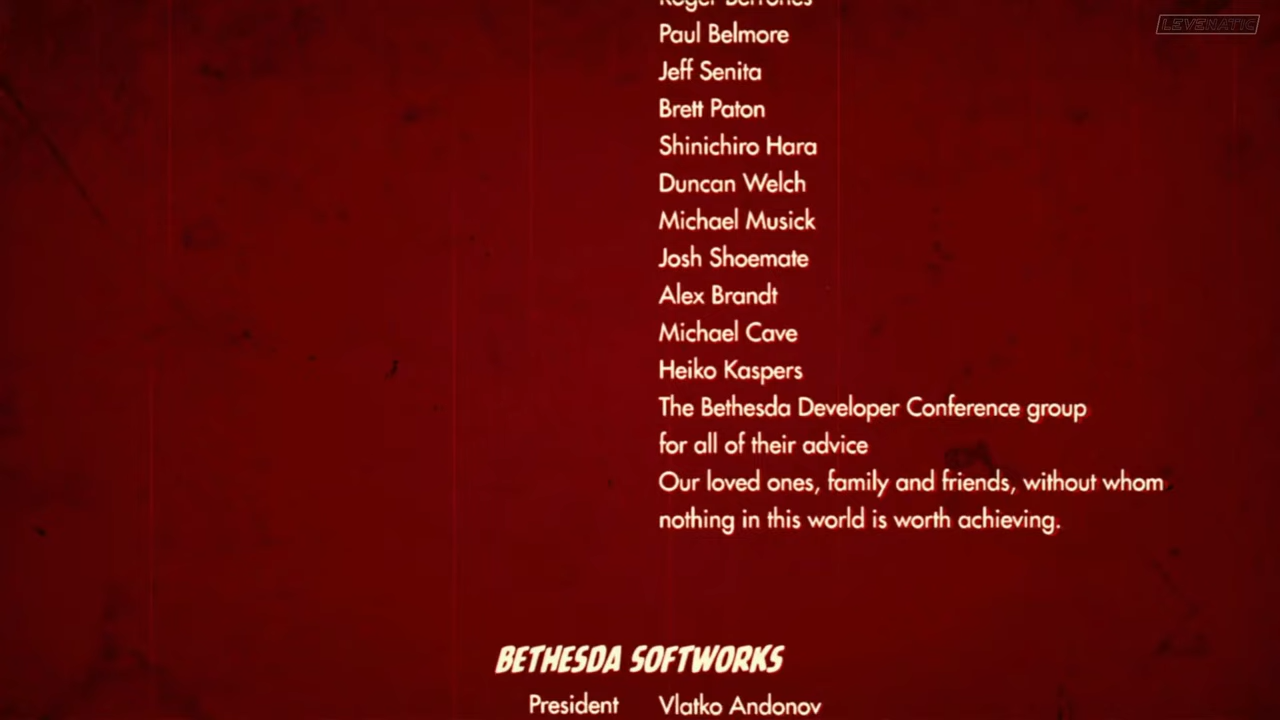 LEVENATIC
Paul Belmore
Jeff Senita
Brett Paton
Shinichiro Hara
Duncan Welch
Michael Musick
Josh Shoemate
Alex Brandt
Michael Cave
Heiko Kaspers
The Bethesda Developer Conference group
for all of their advice
Our loved ones, family and friends, without whom
nothing in this world is worth achieving.
BETHESDA SOFTWORKS
President Vlatko Andonov